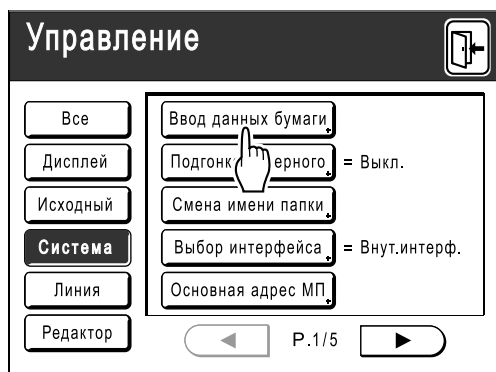 Управление
Все
Ввод данных бумаги
Дисплей
ерного = Выкл.
Исходный
Смена имени папки
Система
Выбор интерфейса = Внут.интерф.
Линия
Основная адрес МП
Редактор
P.1/5